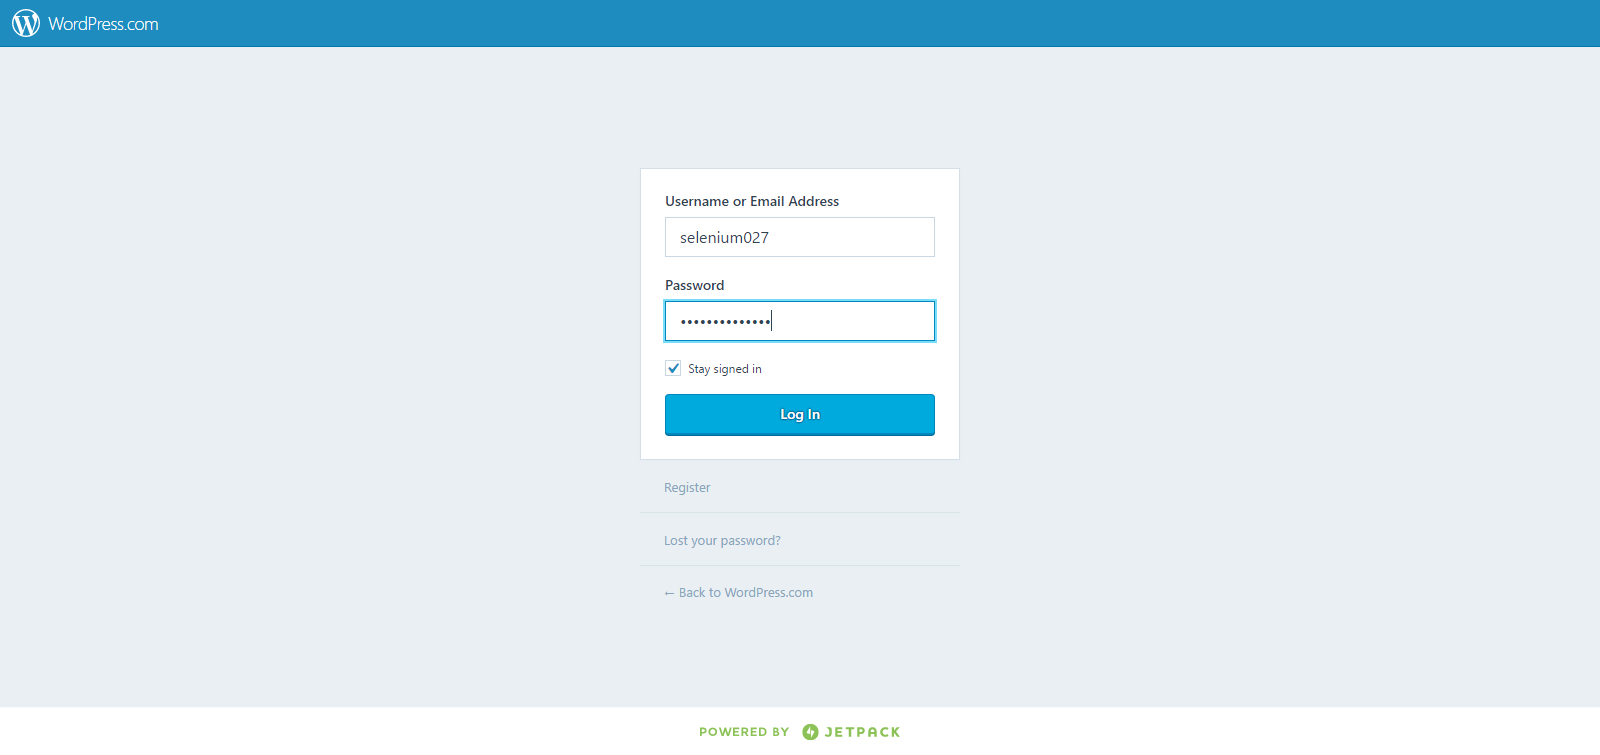 WordPress.com
Username or Email Address
selenium027
Password
••••••••••••••
Stay signed in
Log In
Register
Lost your password?
← Back to WordPress.com
POWERED BY JETPACK